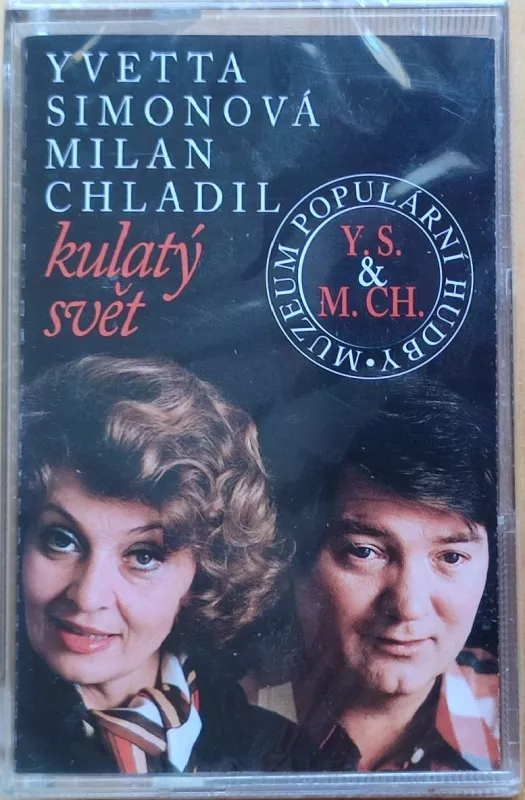 YVETTA
SIMONOVÁ
MILAN
CHLADIL
kulatý
svět
MUZEUM POPULÁRNÍ HUDBY •
Y. S.
&
M. CH.